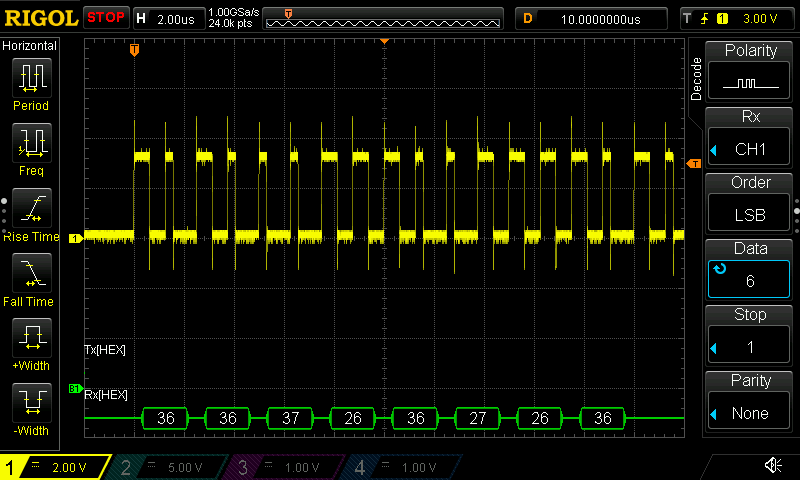 RIGOL STOP H 2.00us 1.00GSa/s 24.0k pts T D 10.0000000us T 1 3.00 V
Horizontal
Period
Freq
Rise Time
Fall Time
+Width
-Width
T
T
1
Tx[HEX]
B1 Rx[HEX]
36 36 37 26 36 27 26 36
Decode
Polarity
Rx
CH1
Order
LSB
Data
6
Stop
1
Parity
None
1 2.00 V 2 5.00 V 3 1.00 V 4 1.00 V